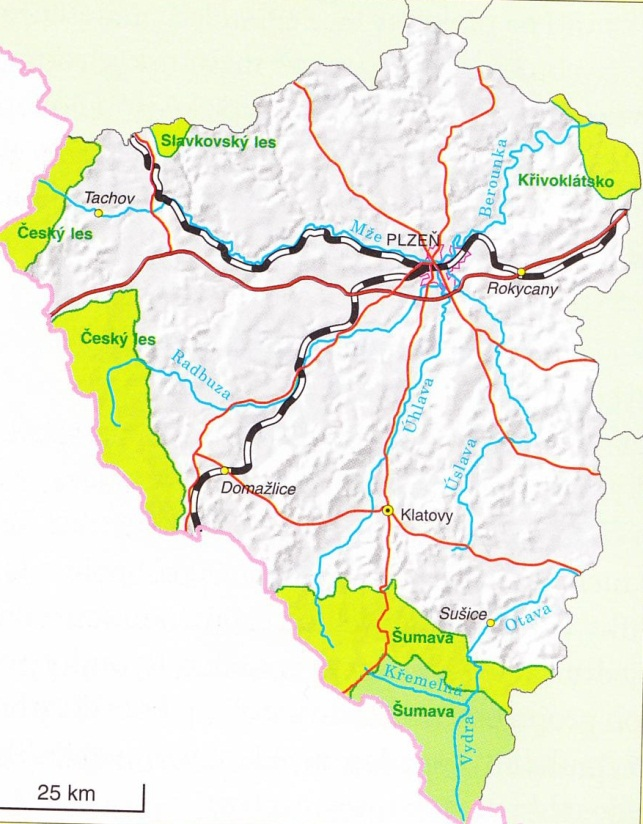 Slavkovský les
Berounka
Křivoklátsko
Tachov
Český les
Mže
PLZEŇ
Rokycany
Český les
Radbuza
Úhlava
Úslava
Domažlice
Klatovy
Sušice
Otava
Šumava
Křemelná
Šumava
Vydra
25 km